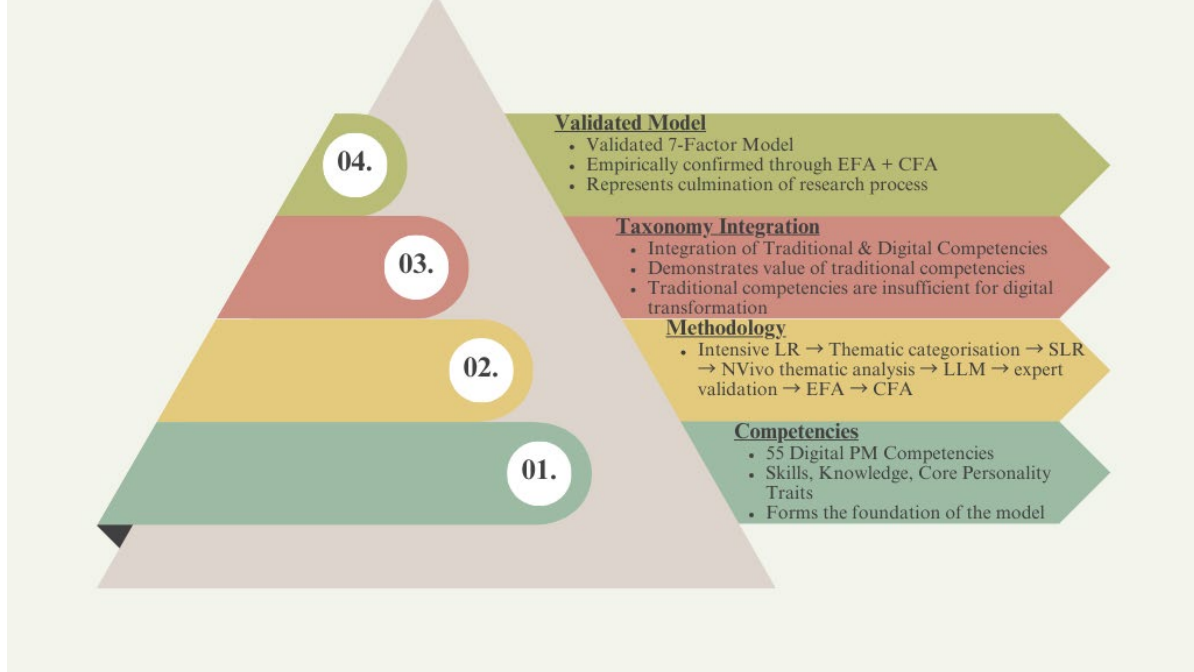 04.
Validated Model
• Validated 7-Factor Model
• Empirically confirmed through EFA + CFA
• Represents culmination of research process
03.
Taxonomy Integration
• Integration of Traditional & Digital Competencies
• Demonstrates value of traditional competencies
• Traditional competencies are insufficient for digital
transformation
02.
Methodology
• Intensive LR → Thematic categorisation → SLR
→ NVivo thematic analysis → LLM → expert
validation → EFA → CFA
01.
Competencies
• 55 Digital PM Competencies
• Skills, Knowledge, Core Personality
Traits
• Forms the foundation of the model